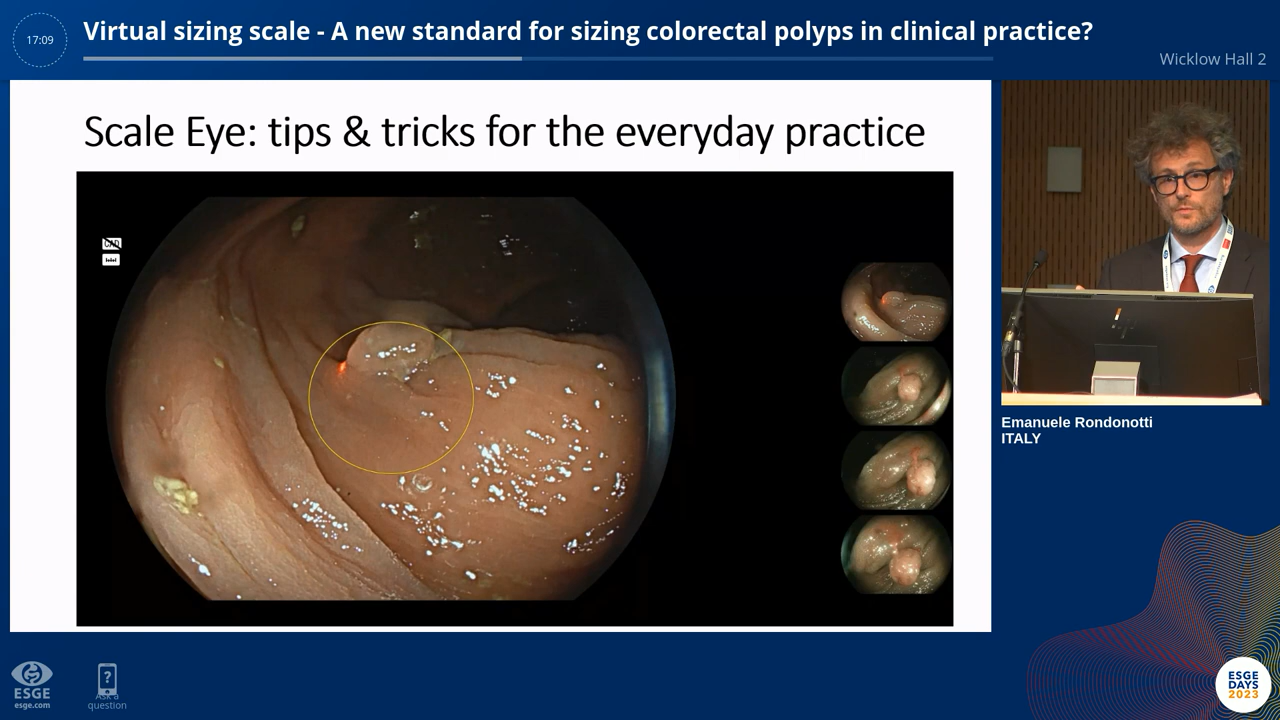 17:09
Virtual sizing scale - A new standard for sizing colorectal polyps in clinical practice?
Wicklow Hall 2
Scale Eye: tips & tricks for the everyday practice
CAD
Emanuele Rondonotti
ITALY
ESGE
esge.com
?
Ask a
question
ESGE
DAYS
2023